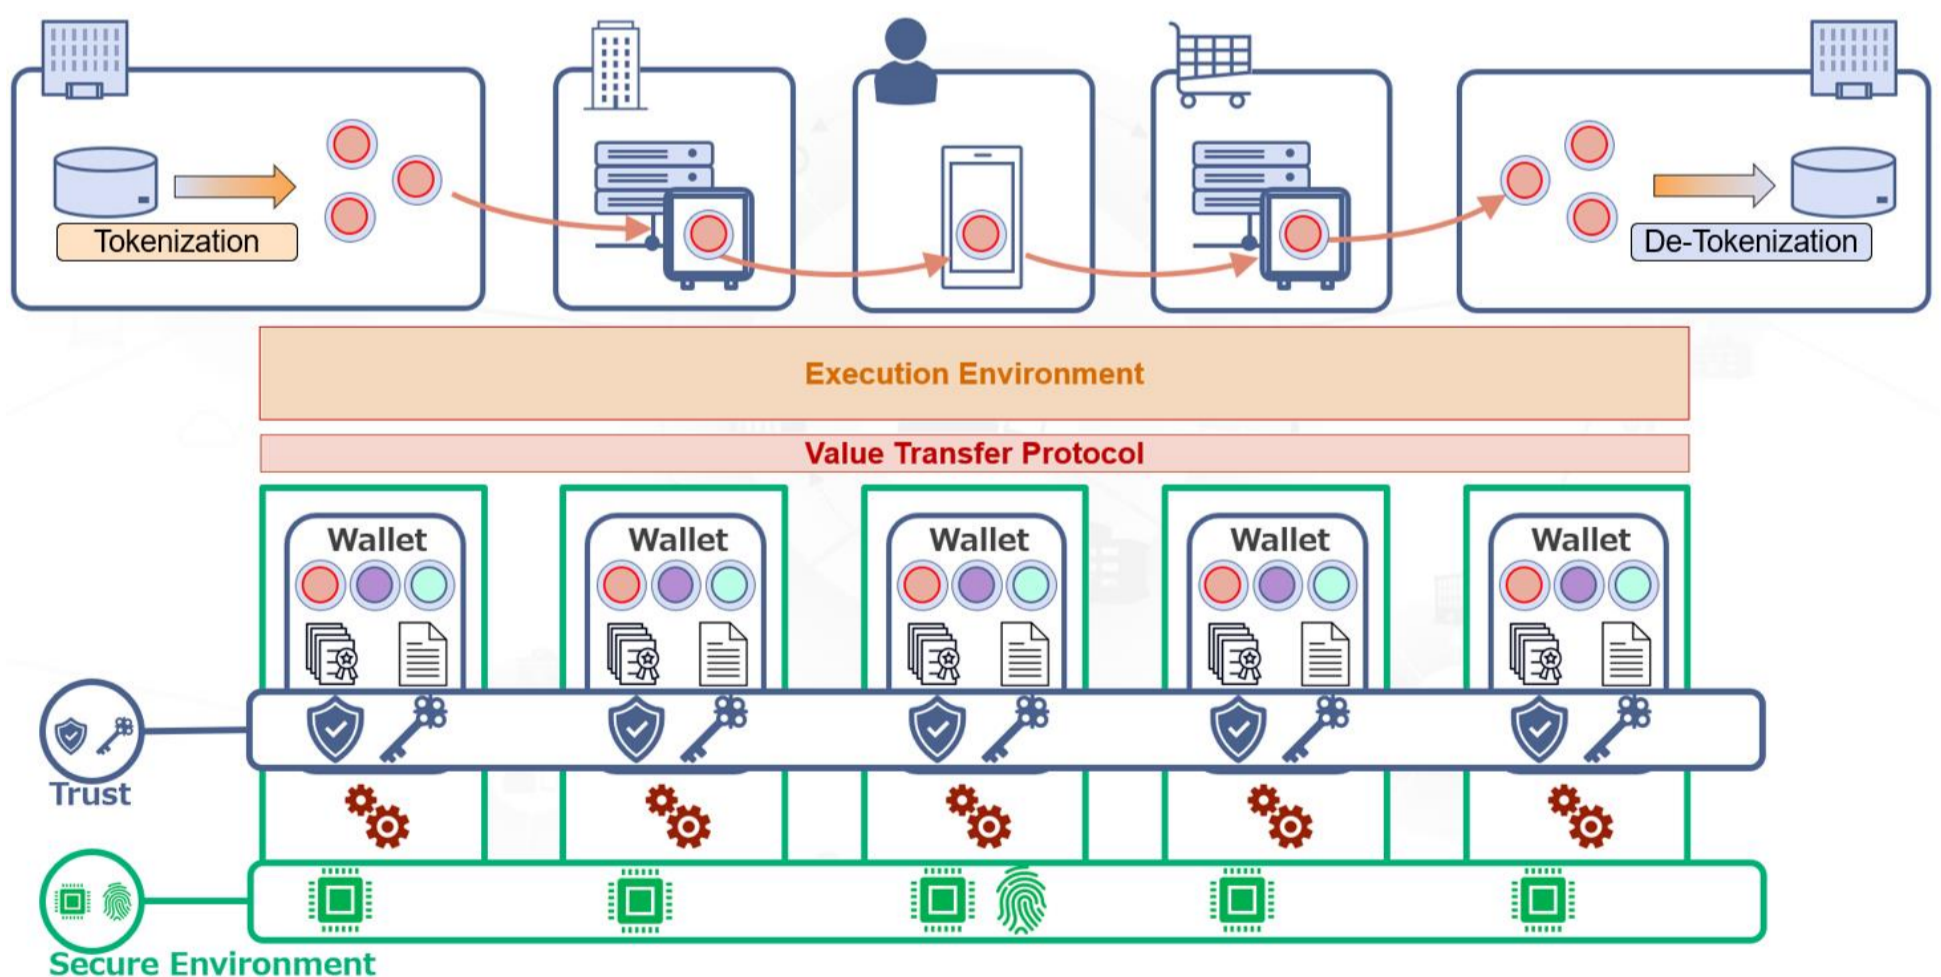 Tokenization
De-Tokenization
Execution Environment
Value Transfer Protocol
Wallet
Wallet
Wallet
Wallet
Wallet
Trust
Secure Environment